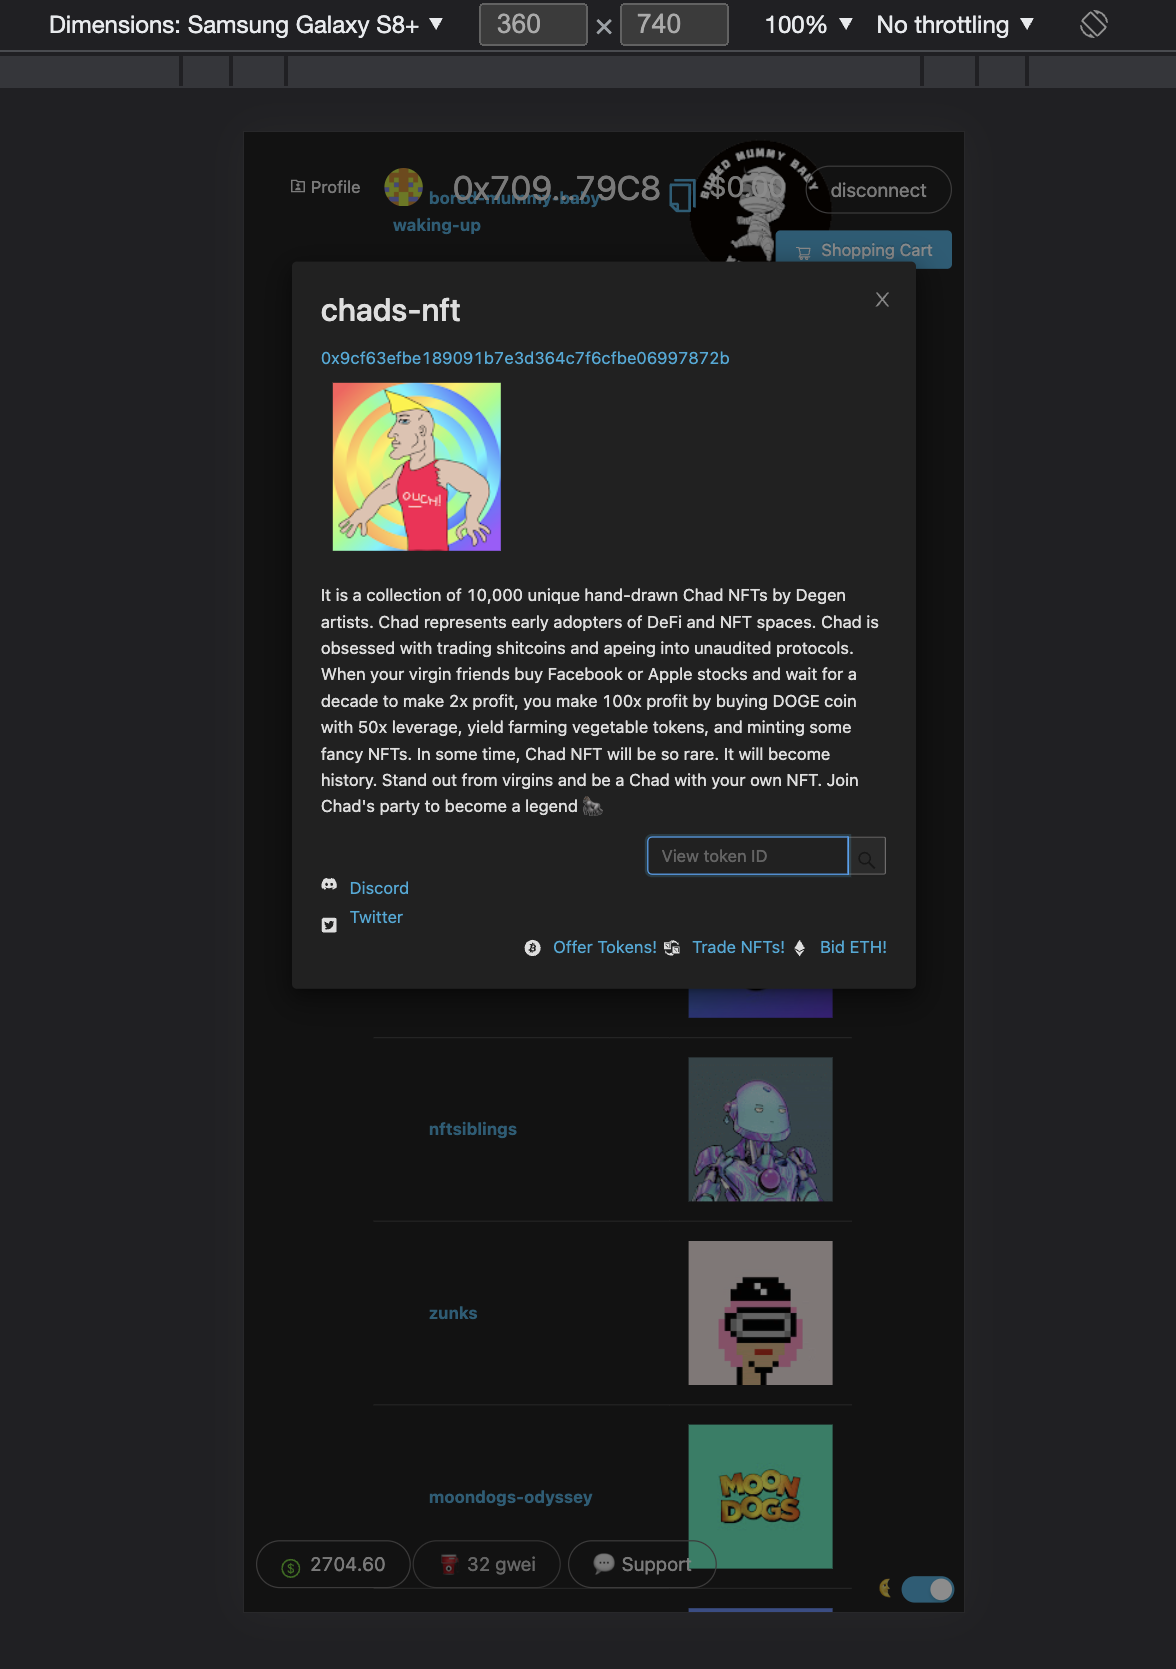 Dimensions: Samsung Galaxy S8+ 360 × 740 100% No throttling
Profile 0x709...79C8 $0.00 disconnect
bored-mummy-baby
waking-up
BORED MUMMY BABY
Shopping Cart
chads-nft
0x9cf63efbe189091b7e3d364c7f6cfbe06997872b
OUCH!
It is a collection of 10,000 unique hand-drawn Chad NFTs by Degen
artists. Chad represents early adopters of DeFi and NFT spaces. Chad is
obsessed with trading shitcoins and apeing into unaudited protocols.
When your virgin friends buy Facebook or Apple stocks and wait for a
decade to make 2x profit, you make 100x profit by buying DOGE coin
with 50x leverage, yield farming vegetable tokens, and minting some
fancy NFTs. In some time, Chad NFT will be so rare. It will become
history. Stand out from virgins and be a Chad with your own NFT. Join
Chad's party to become a legend 🦍
View token ID
Discord
Twitter
Offer Tokens! Trade NFTs! Bid ETH!
nftsiblings
zunks
moondogs-odyssey
MOON
DOGS
2704.60 32 gwei Support